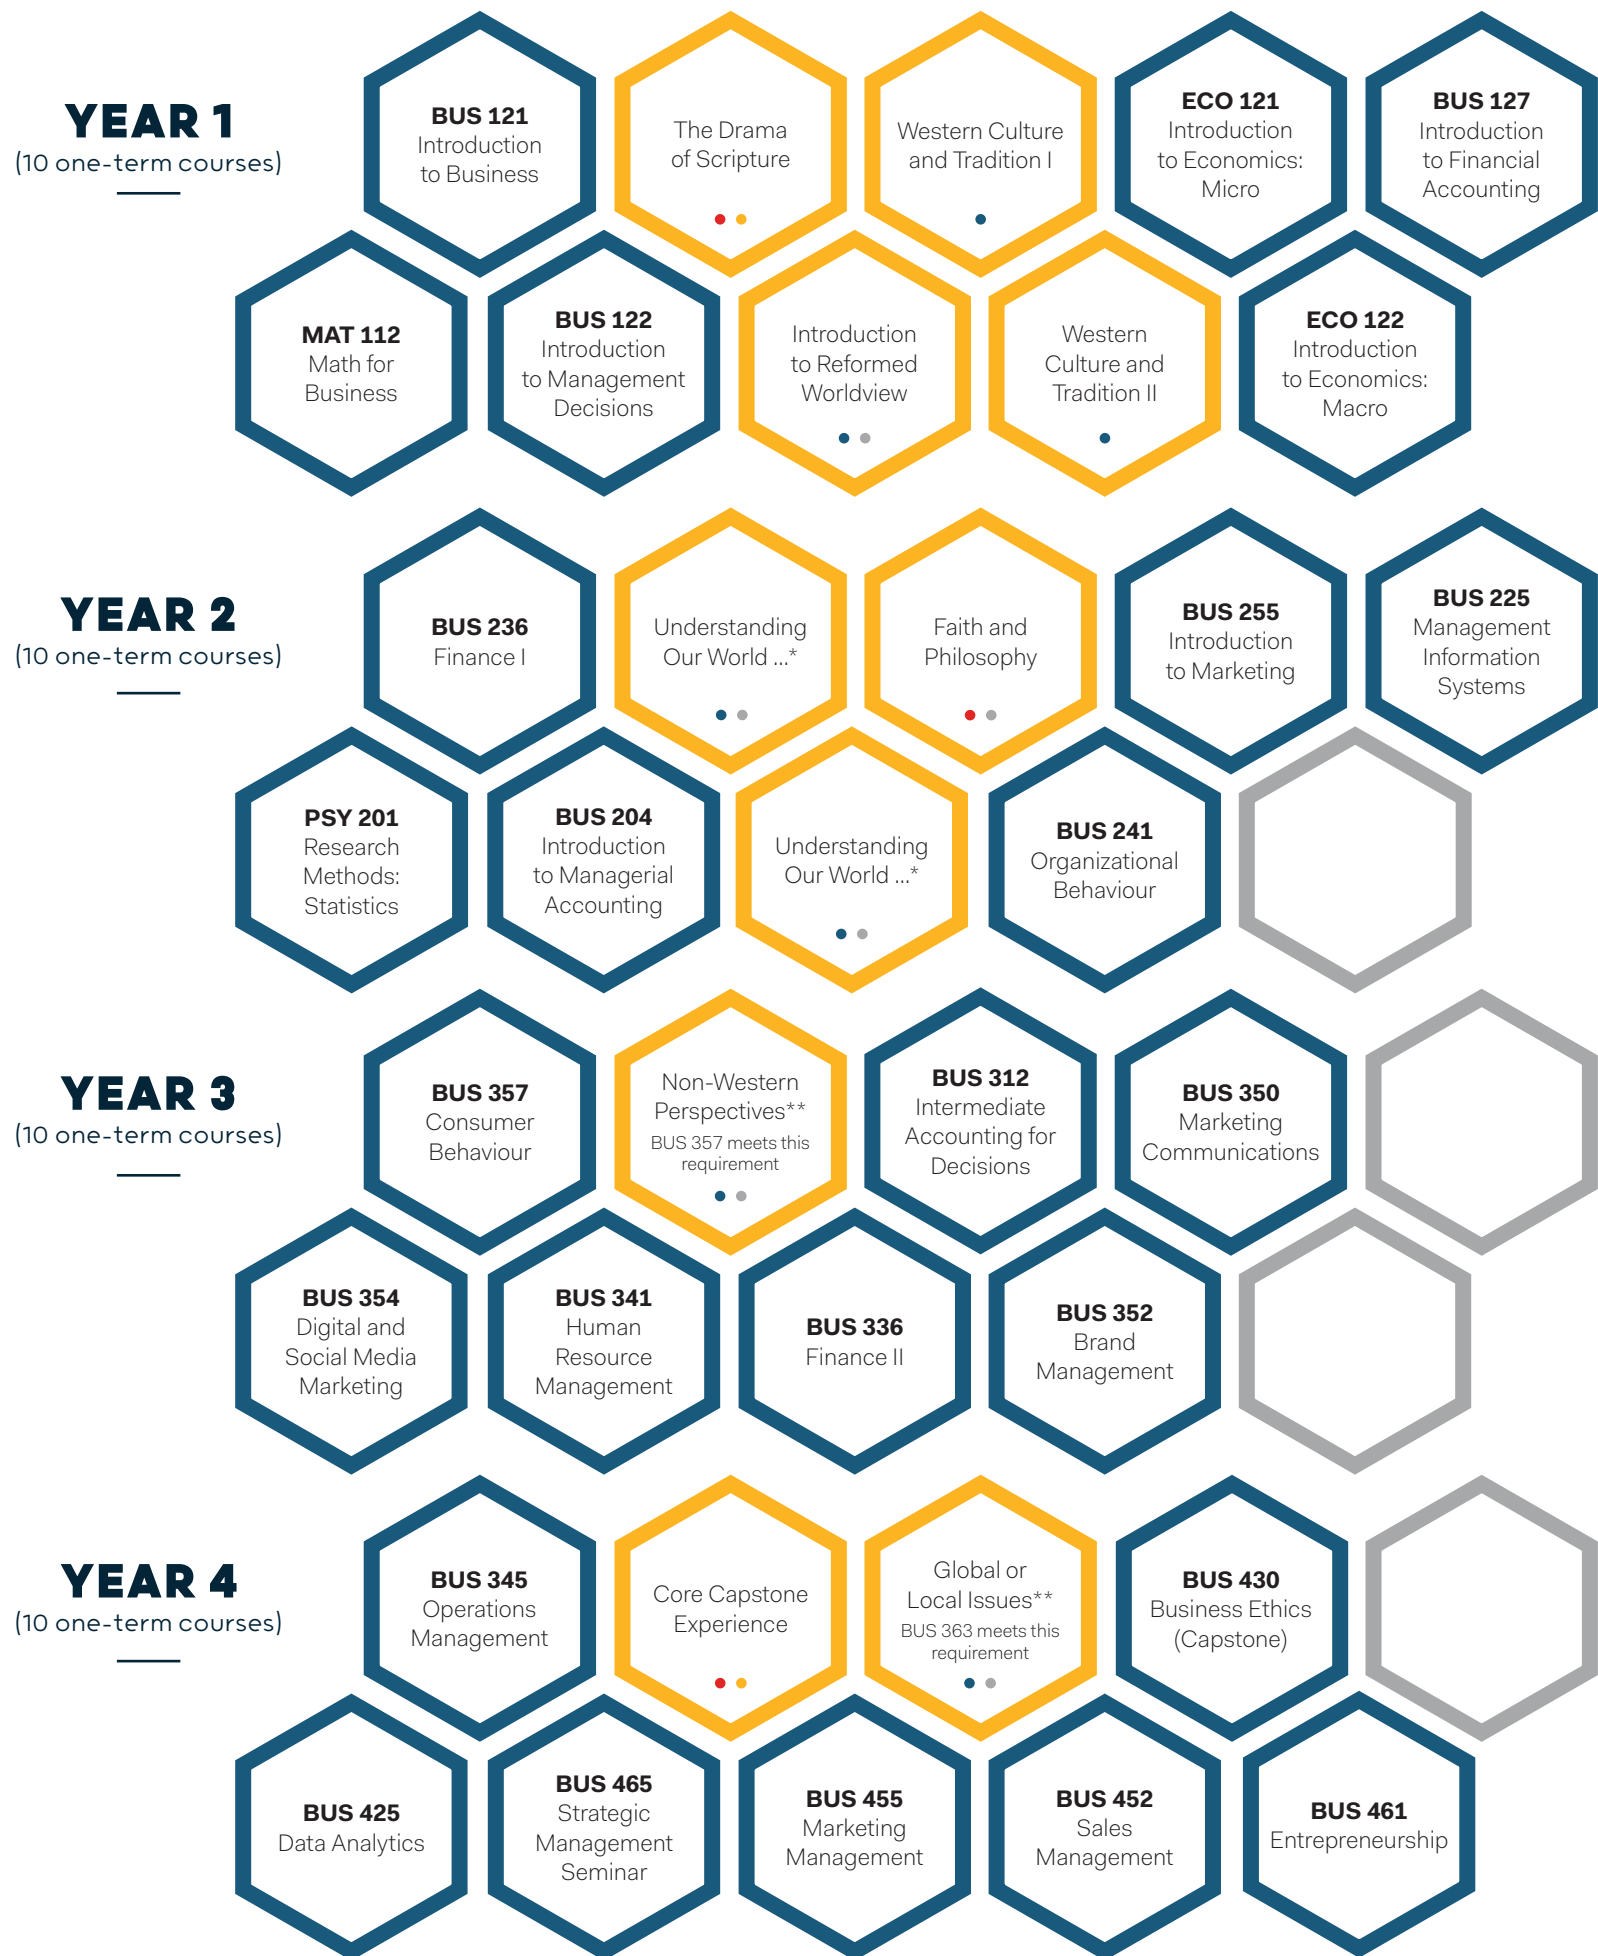 YEAR 1
(10 one-term courses)
BUS 121
Introduction
to Business
The Drama
of Scripture
Western Culture
and Tradition I
ECO 121
Introduction
to Economics:
Micro
BUS 127
Introduction
to Financial
Accounting
MAT 112
Math for
Business
BUS 122
Introduction
to Management
Decisions
Introduction
to Reformed
Worldview
Western
Culture and
Tradition II
ECO 122
Introduction
to Economics:
Macro
YEAR 2
(10 one-term courses)
BUS 236
Finance I
Understanding
Our World ...*
Faith and
Philosophy
BUS 255
Introduction
to Marketing
BUS 225
Management
Information
Systems
PSY 201
Research
Methods:
Statistics
BUS 204
Introduction
to Managerial
Accounting
Understanding
Our World ...*
BUS 241
Organizational
Behaviour
YEAR 3
(10 one-term courses)
BUS 357
Consumer
Behaviour
Non-Western
Perspectives**
BUS 357 meets this
requirement
BUS 312
Intermediate
Accounting for
Decisions
BUS 350
Marketing
Communications
BUS 354
Digital and
Social Media
Marketing
BUS 341
Human
Resource
Management
BUS 336
Finance II
BUS 352
Brand
Management
YEAR 4
(10 one-term courses)
BUS 345
Operations
Management
Core Capstone
Experience
Global or
Local Issues**
BUS 363 meets this
requirement
BUS 430
Business Ethics
(Capstone)
BUS 425
Data Analytics
BUS 465
Strategic
Management
Seminar
BUS 455
Marketing
Management
BUS 452
Sales
Management
BUS 461
Entrepreneurship